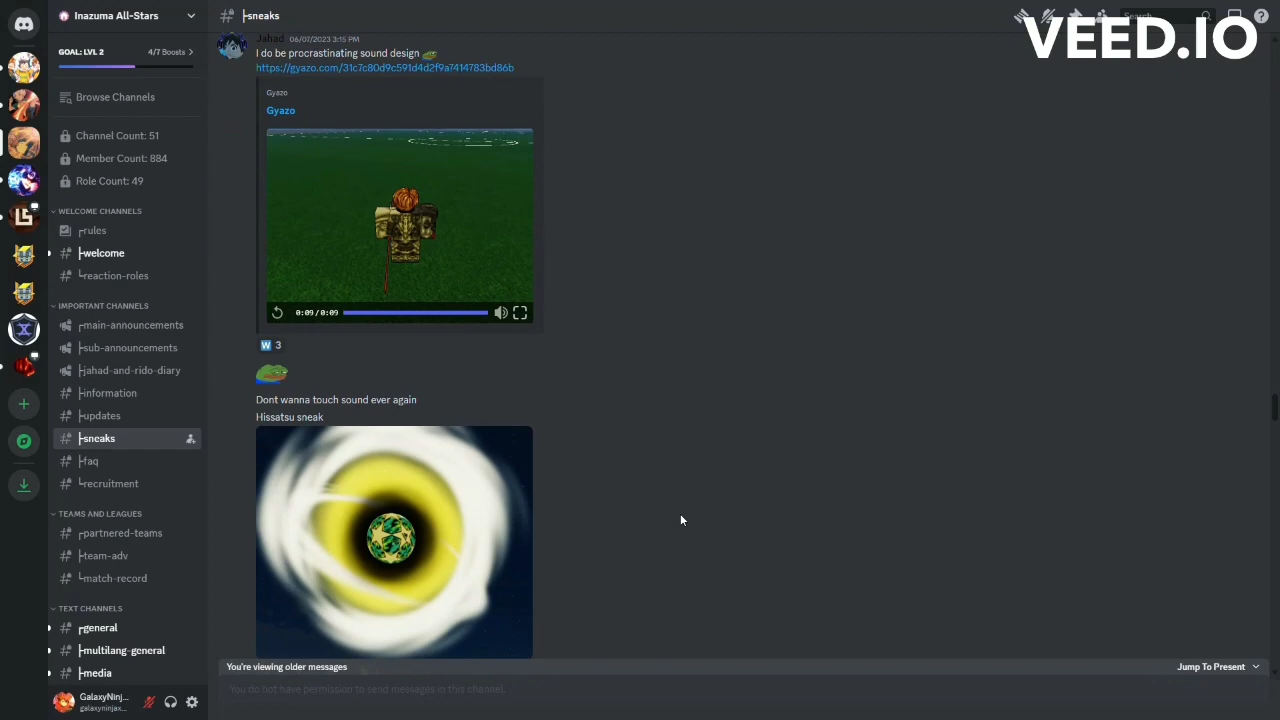 Inazuma All-Stars
GOAL: LVL 2
4/7 Boosts >
Browse Channels
Channel Count: 51
Member Count: 884
Role Count: 49
WELCOME CHANNELS
┌rules
├welcome
└reaction-roles
IMPORTANT CHANNELS
┌main-announcements
├sub-announcements
├jahad-and-rido-diary
├information
├updates
├sneaks
├faq
└recruitment
TEAMS AND LEAGUES
┌partnered-teams
├team-adv
└match-record
TEXT CHANNELS
┌general
├multilang-general
├media
GalaxyNinj...
galaxyninjax...
├sneaks
Search
VEED.IO
Jahad 06/07/2023 3:15 PM
I do be procrastinating sound design
https://gyazo.com/31c7c80d9c591d4d2f9a7414783bd86b
Gyazo
Gyazo
0:09/0:09
W 3
Dont wanna touch sound ever again
Hissatsu sneak
You're viewing older messages
Jump To Present
You do not have permission to send messages in this channel.